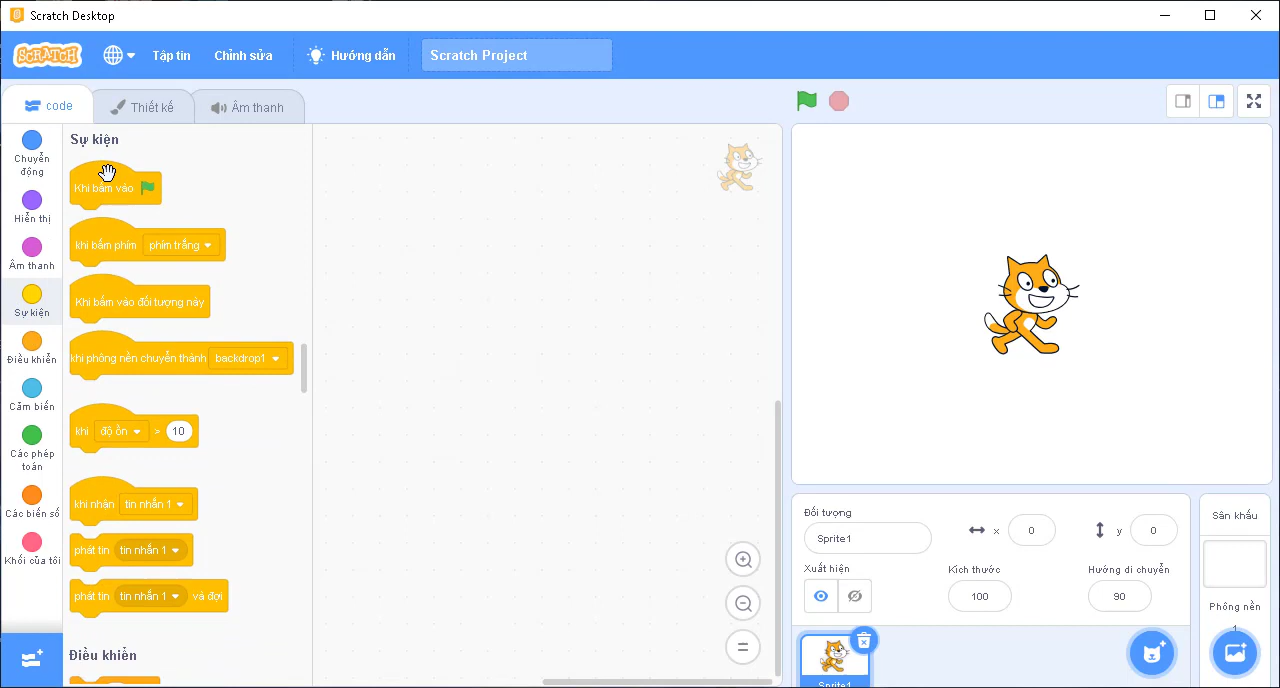 Scratch Desktop
SCRATCH
Tập tin
Chỉnh sửa
Hướng dẫn
Scratch Project
code
Thiết kế
Âm thanh
Chuyển động
Hiển thị
Âm thanh
Sự kiện
Điều khiển
Cảm biến
Các phép toán
Các biến số
Khối của tôi
Sự kiện
Khi bấm vào
khi bấm phím phím trắng
Khi bấm vào đối tượng này
khi phông nền chuyển thành backdrop1
khi độ ồn > 10
khi nhận tin nhắn 1
phát tin tin nhắn 1
phát tin tin nhắn 1 và đợi
Điều khiển
Đối tượng
Sprite1
x 0
y 0
Xuất hiện
Kích thước
100
Hướng di chuyển
90
Sprite1
Sân khấu
Phông nền
1